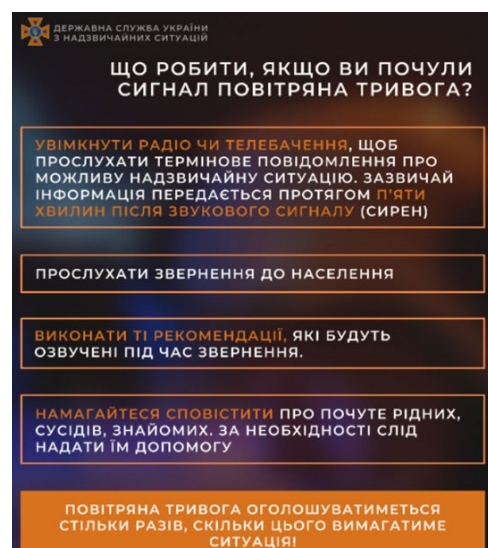 ДЕРЖАВНА СЛУЖБА УКРАЇНИ
З НАДЗВИЧАЙНИХ СИТУАЦІЙ
ЩО РОБИТИ, ЯКЩО ВИ ПОЧУЛИ
СИГНАЛ ПОВІТРЯНА ТРИВОГА?
УВІМКНУТИ РАДІО ЧИ ТЕЛЕБАЧЕННЯ, ЩОБ
ПРОСЛУХАТИ ТЕРМІНОВЕ ПОВІДОМЛЕННЯ ПРО
МОЖЛИВУ НАДЗВИЧАЙНУ СИТУАЦІЮ. ЗАЗВИЧАЙ
ІНФОРМАЦІЯ ПЕРЕДАЄТЬСЯ ПРОТЯГОМ П'ЯТИ
ХВИЛИН ПІСЛЯ ЗВУКОВОГО СИГНАЛУ (СИРЕН)
ПРОСЛУХАТИ ЗВЕРНЕННЯ ДО НАСЕЛЕННЯ
ВИКОНАТИ ТІ РЕКОМЕНДАЦІЇ, ЯКІ БУДУТЬ
ОЗВУЧЕНІ ПІД ЧАС ЗВЕРНЕННЯ.
НАМАГАЙТЕСЯ СПОВІСТИТИ ПРО ПОЧУТЕ РІДНИХ,
СУСІДІВ, ЗНАЙОМИХ. ЗА НЕОБХІДНОСТІ СЛІД
НАДАТИ ЇМ ДОПОМОГУ
ПОВІТРЯНА ТРИВОГА ОГОЛОШУВАТИМЕТЬСЯ
СТІЛЬКИ РАЗІВ, СКІЛЬКИ ЦЬОГО ВИМАГАТИМЕ
СИТУАЦІЯ!